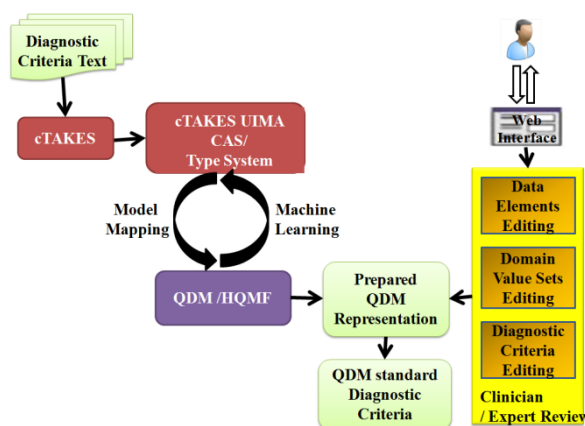 Diagnostic
Criteria Text
cTAKES
cTAKES UIMA
CAS/
Type System
Web
Interface
Data
Elements
Editing
Model
Mapping
Machine
Learning
Domain
Value Sets
Editing
QDM /HQMF
Prepared
QDM
Representation
Diagnostic
Criteria
Editing
QDM standard
Diagnostic
Criteria
Clinician
/ Expert Review